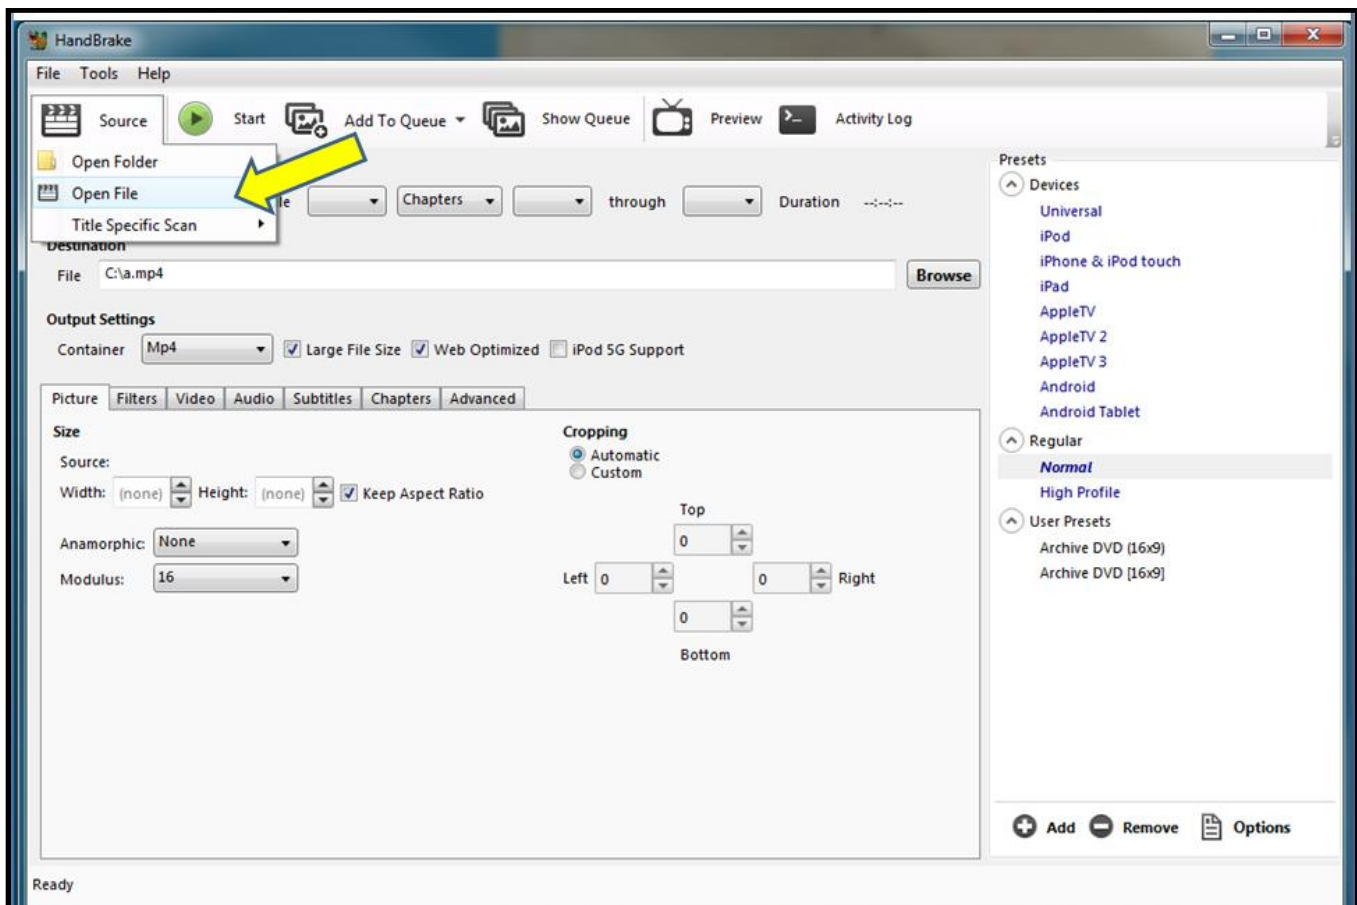 HandBrake
File Tools Help
Source Start Add To Queue Show Queue Preview Activity Log
Open Folder
Open File
Title Specific Scan
Chapters through Duration --:--:--
Destination
File C:\a.mp4 Browse
Output Settings
Container Mp4 Large File Size Web Optimized iPod 5G Support
Picture Filters Video Audio Subtitles Chapters Advanced
Size
Source:
Width: (none) Height: (none) Keep Aspect Ratio
Anamorphic: None
Modulus: 16
Cropping
Automatic
Custom
Top
0
Left 0 0 Right
0
Bottom
Presets
Devices
Universal
iPod
iPhone & iPod touch
iPad
AppleTV
AppleTV 2
AppleTV 3
Android
Android Tablet
Regular
Normal
High Profile
User Presets
Archive DVD (16x9)
Archive DVD [16x9]
Add Remove Options
Ready